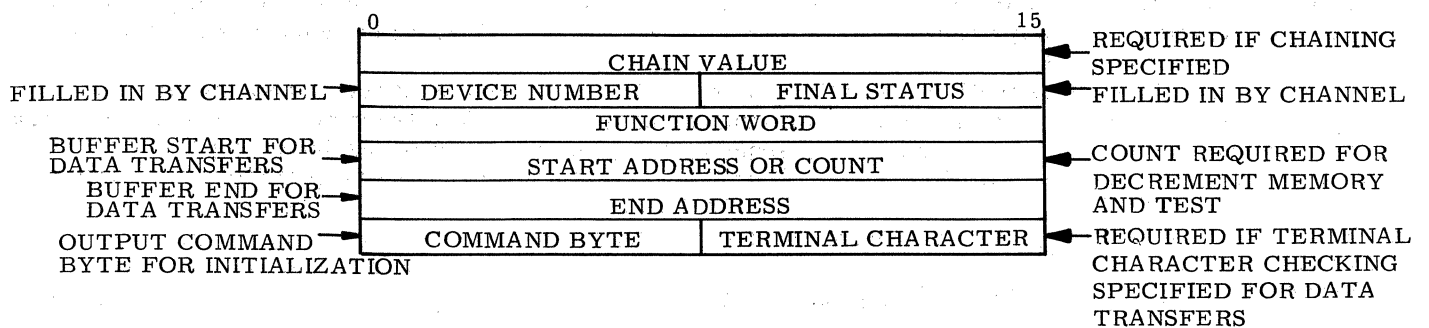 0 15
CHAIN VALUE
REQUIRED IF CHAINING
SPECIFIED
FILLED IN BY CHANNEL
DEVICE NUMBER
FINAL STATUS
FILLED IN BY CHANNEL
FUNCTION WORD
BUFFER START FOR
DATA TRANSFERS
START ADDRESS OR COUNT
COUNT REQUIRED FOR
DECREMENT MEMORY
AND TEST
BUFFER END FOR
DATA TRANSFERS
END ADDRESS
OUTPUT COMMAND
BYTE FOR INITIALIZATION
COMMAND BYTE
TERMINAL CHARACTER
REQUIRED IF TERMINAL
CHARACTER CHECKING
SPECIFIED FOR DATA
TRANSFERS